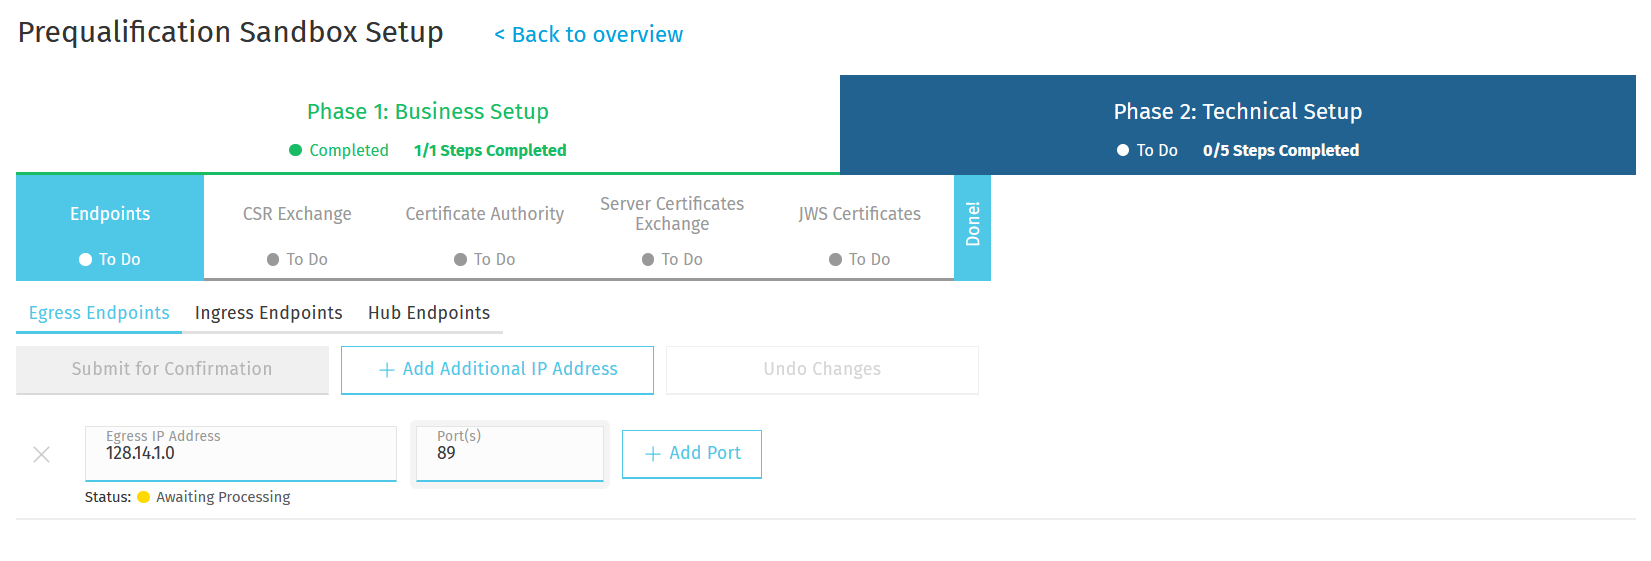 Prequalification Sandbox Setup < Back to overview
Phase 1: Business Setup
Completed 1/1 Steps Completed
Phase 2: Technical Setup
To Do 0/5 Steps Completed
Endpoints
To Do
CSR Exchange
To Do
Certificate Authority
To Do
Server Certificates
Exchange
To Do
JWS Certificates
To Do
Done!
Egress Endpoints Ingress Endpoints Hub Endpoints
Submit for Confirmation + Add Additional IP Address Undo Changes
Egress IP Address
128.14.1.0
Port(s)
89
+ Add Port
Status: Awaiting Processing